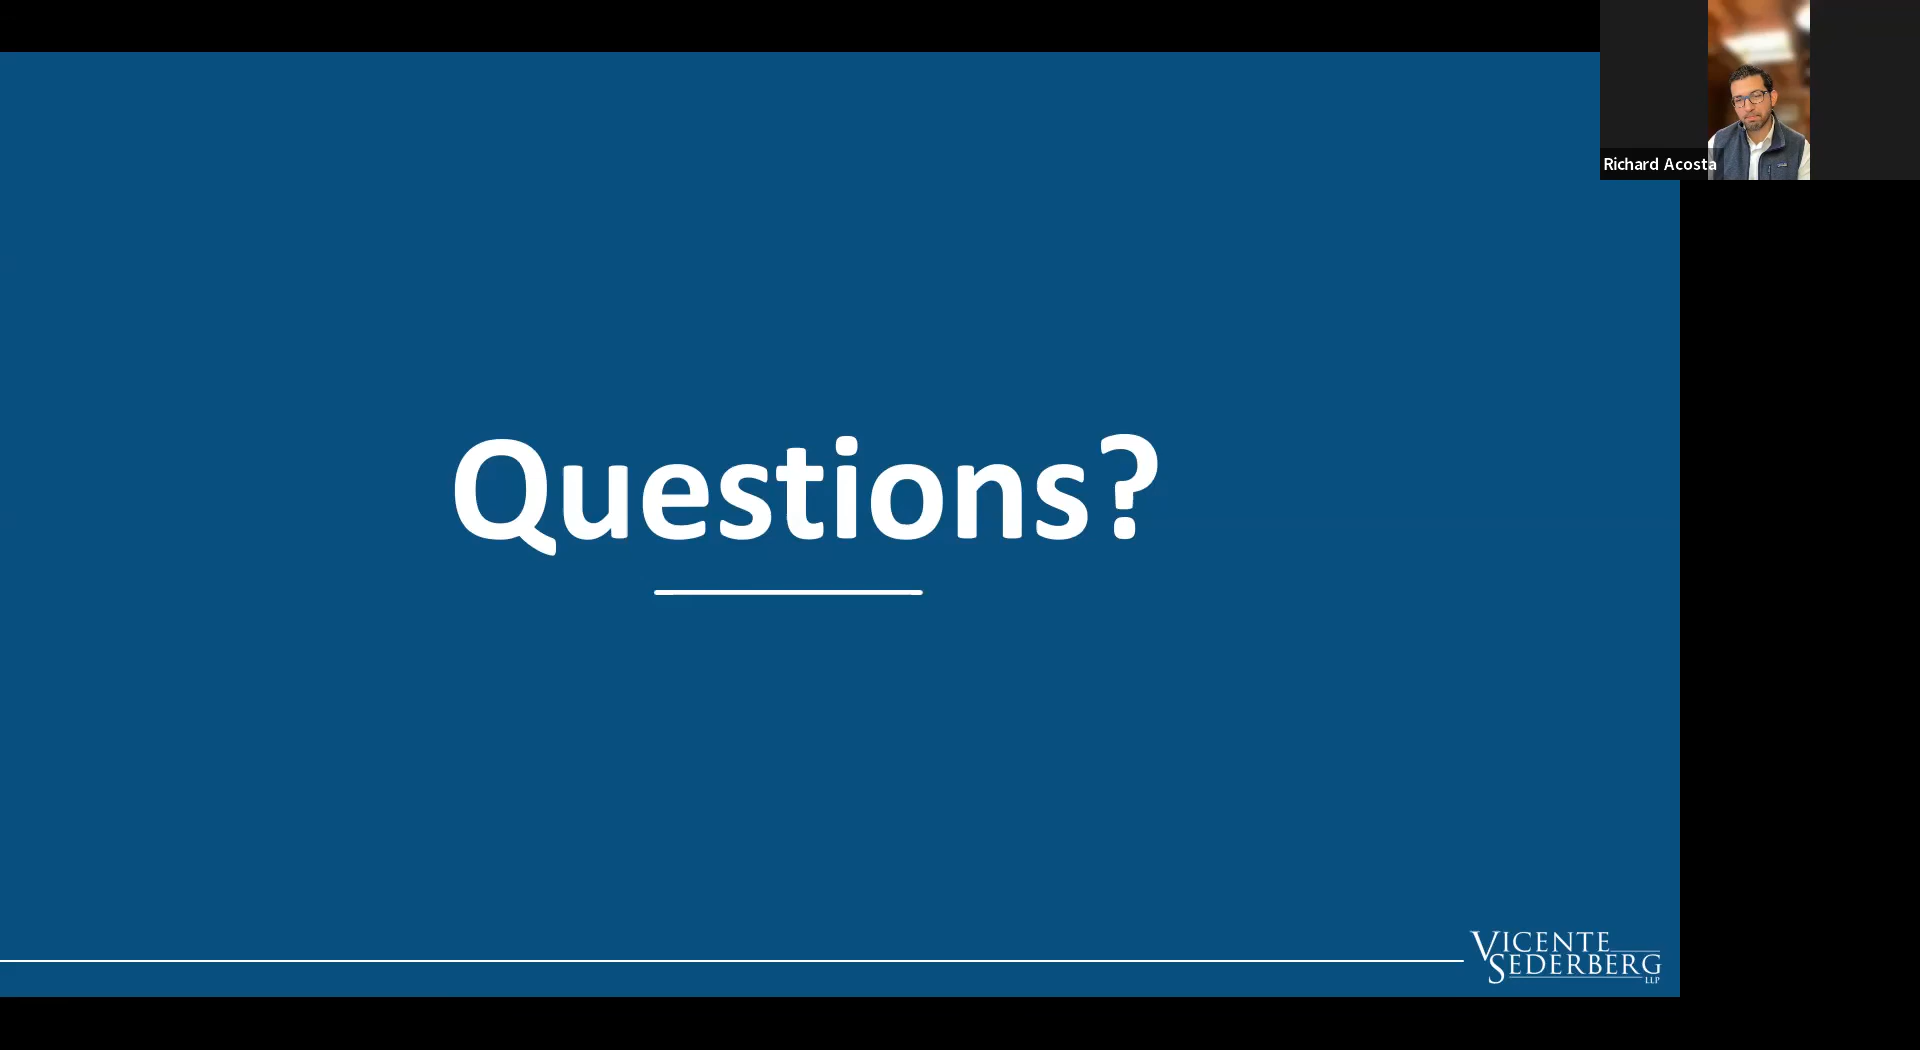 Richard Acosta
Questions?
VICENTE
SEDERBERG
LLP